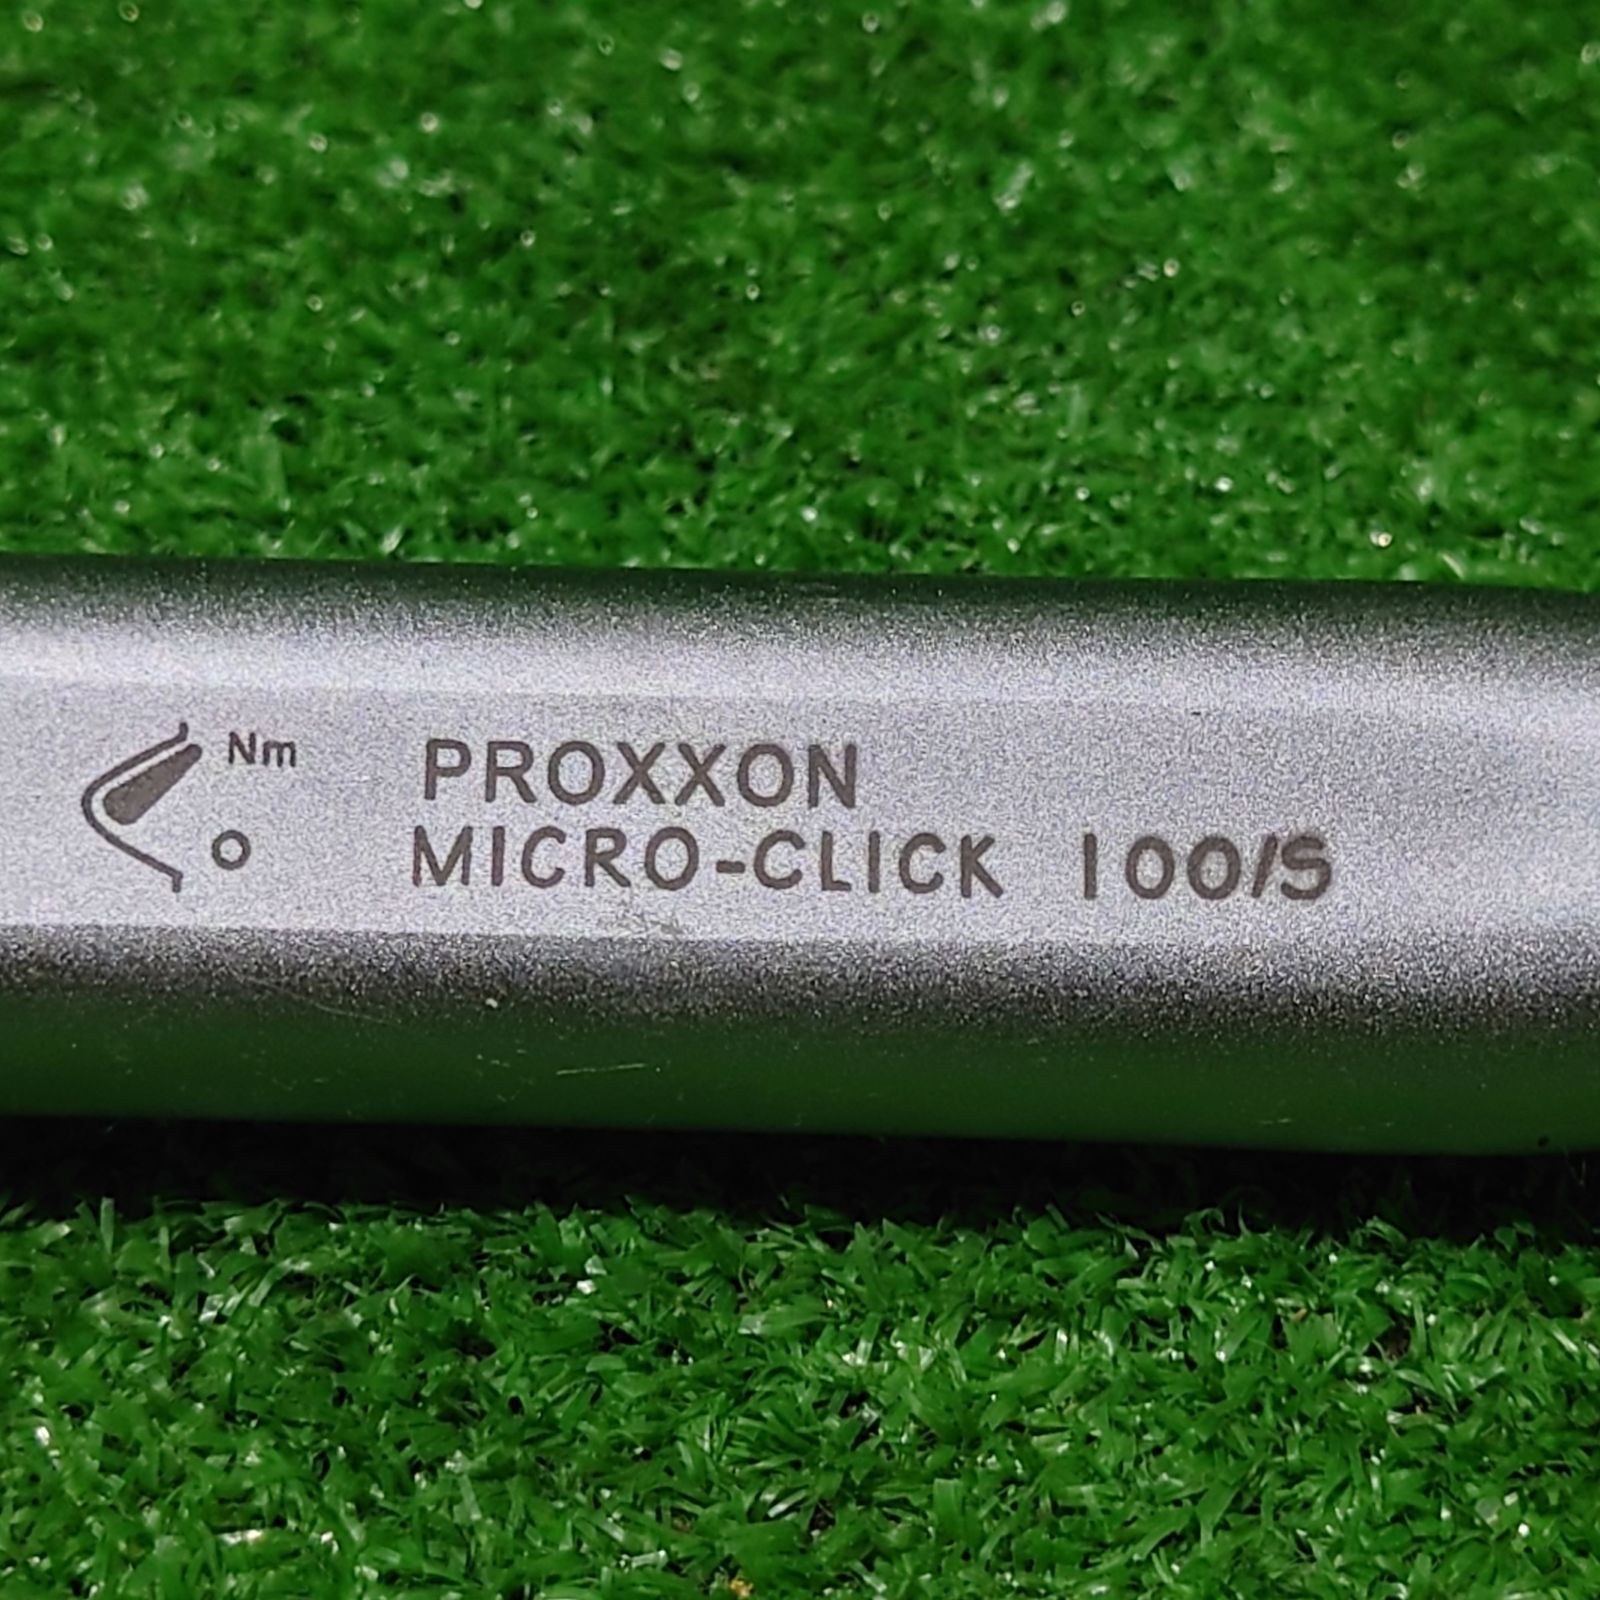 Nm
O
PROXXON
MICRO-CLICK 100/S